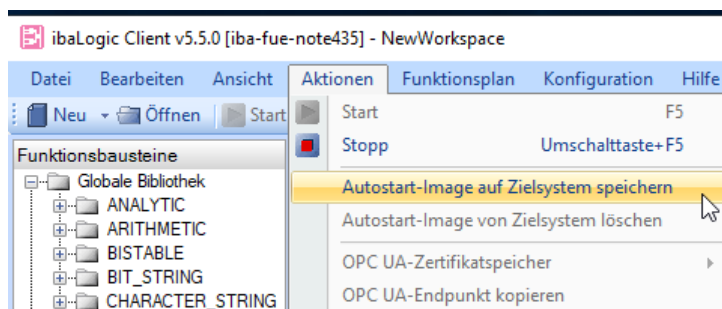 ibaLogic Client v5.5.0 [iba-fue-note435] - NewWorkspace
Datei Bearbeiten Ansicht Aktionen Funktionsplan Konfiguration Hilfe
Neu Öffnen Start
Start F5
Stopp Umschalttaste+F5
Autostart-Image auf Zielsystem speichern
Autostart-Image von Zielsystem löschen
OPC UA-Zertifikatspeicher
OPC UA-Endpunkt kopieren
Funktionsbausteine
Globale Bibliothek
ANALYTIC
ARITHMETIC
BISTABLE
BIT_STRING
CHARACTER_STRING